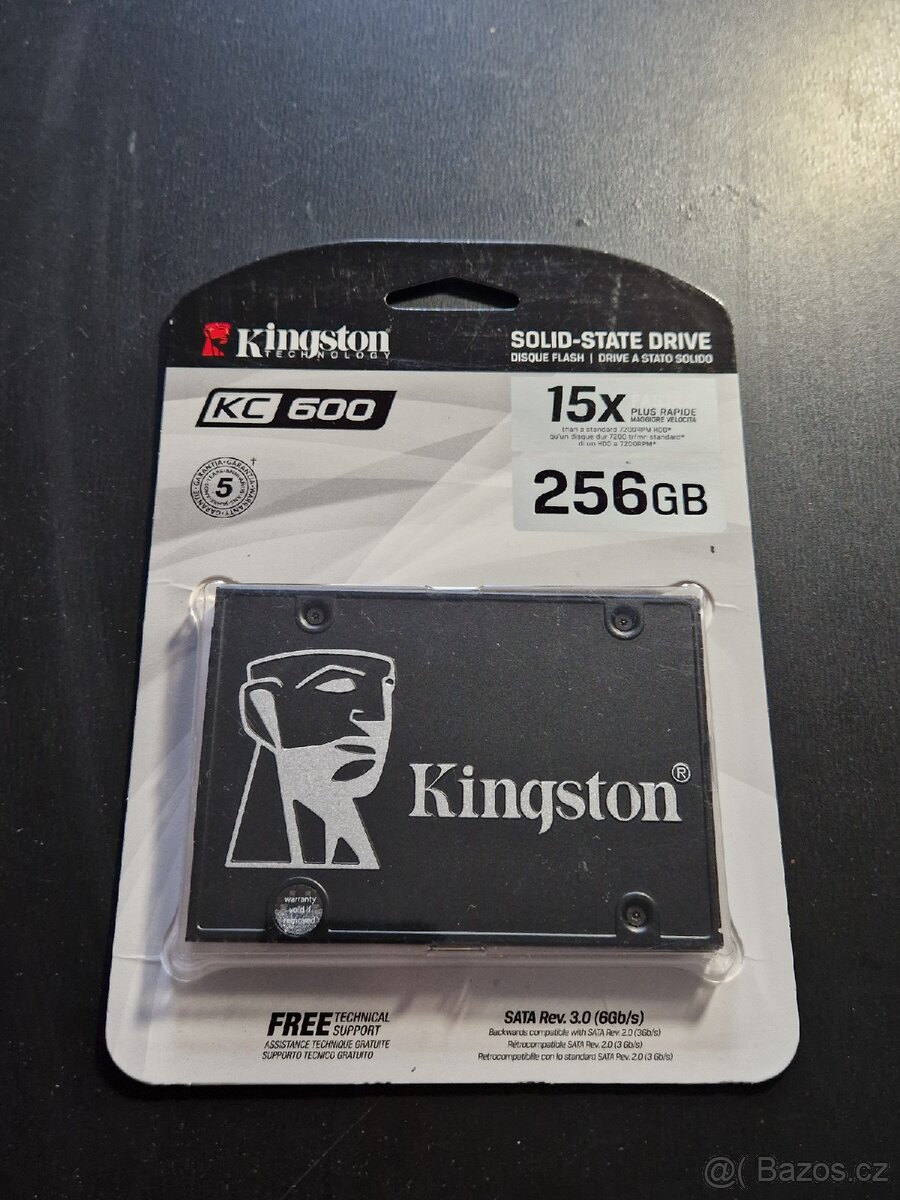 Kingston
TECHNOLOGY
SOLID-STATE DRIVE
DISQUE FLASH | DRIVE A STATO SOLIDO
KC 600
15x FASTER
PLUS RAPIDE
MAGGIORE VELOCITÀ
than a standard 7200RPM HDD*
qu'un disque dur 7200 tr/mn standard*
di un HDD a 7200RPM*
5
256GB
Kingston®
warranty
void if
removed
FREE TECHNICAL
SUPPORT
ASSISTANCE TECHNIQUE GRATUITE
SUPPORTO TECNICO GRATUITO
SATA Rev. 3.0 (6Gb/s)
Backwards compatible with SATA Rev. 2.0 (3Gb/s)
Rétrocompatible SATA Rev. 2.0 (3 Gb/s)
Retrocompatibile con lo standard SATA Rev. 2.0 (3 Gb/s)
@( Bazos.cz